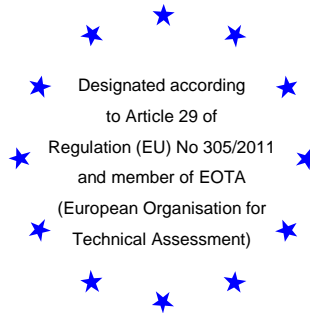 Designated according
to Article 29 of
Regulation (EU) No 305/2011
and member of EOTA
(European Organisation for
Technical Assessment)